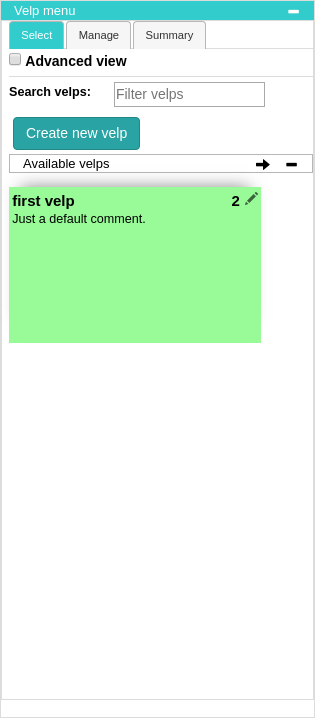 Velp menu
Select Manage Summary
Advanced view
Search velps: Filter velps
Create new velp
Available velps
first velp 2
Just a default comment.